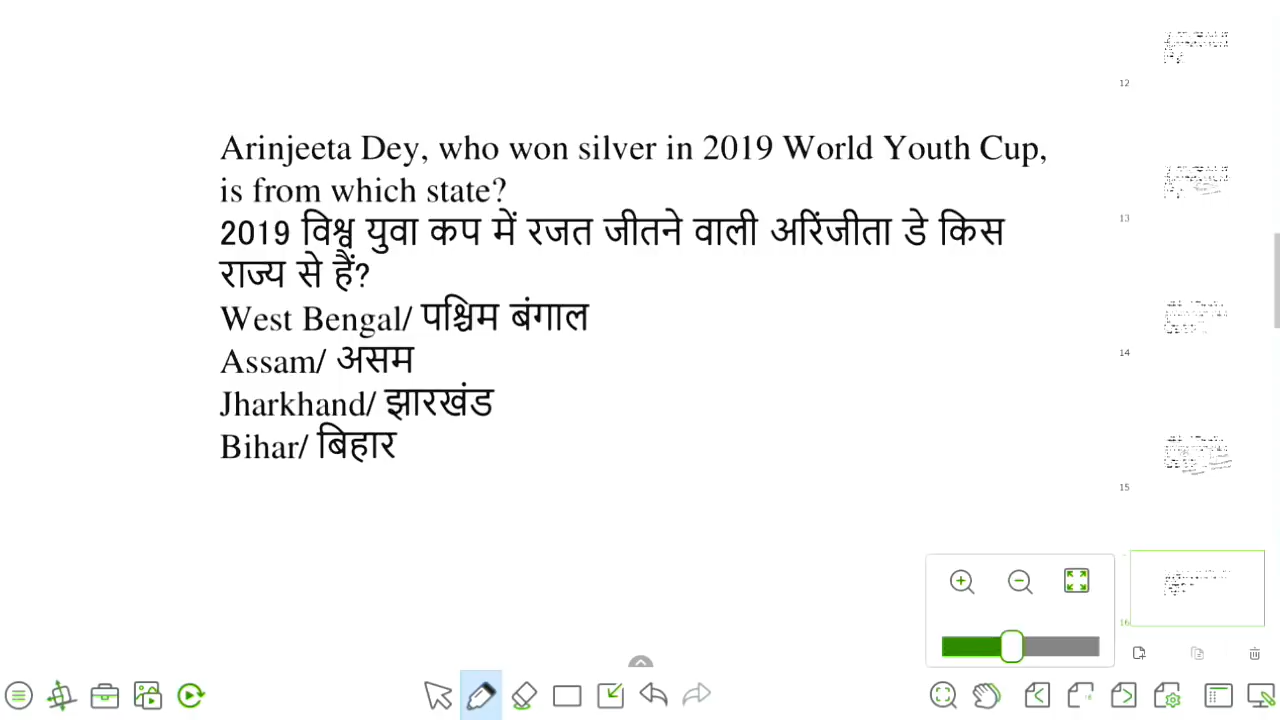 Arinjeeta Dey, who won silver in 2019 World Youth Cup,
is from which state?
2019 विश्व युवा कप में रजत जीतने वाली अरिंजीता डे किस
राज्य से हैं?
West Bengal/ पश्चिम बंगाल
Assam/ असम
Jharkhand/ झारखंड
Bihar/ बिहार
12
13
14
15
16